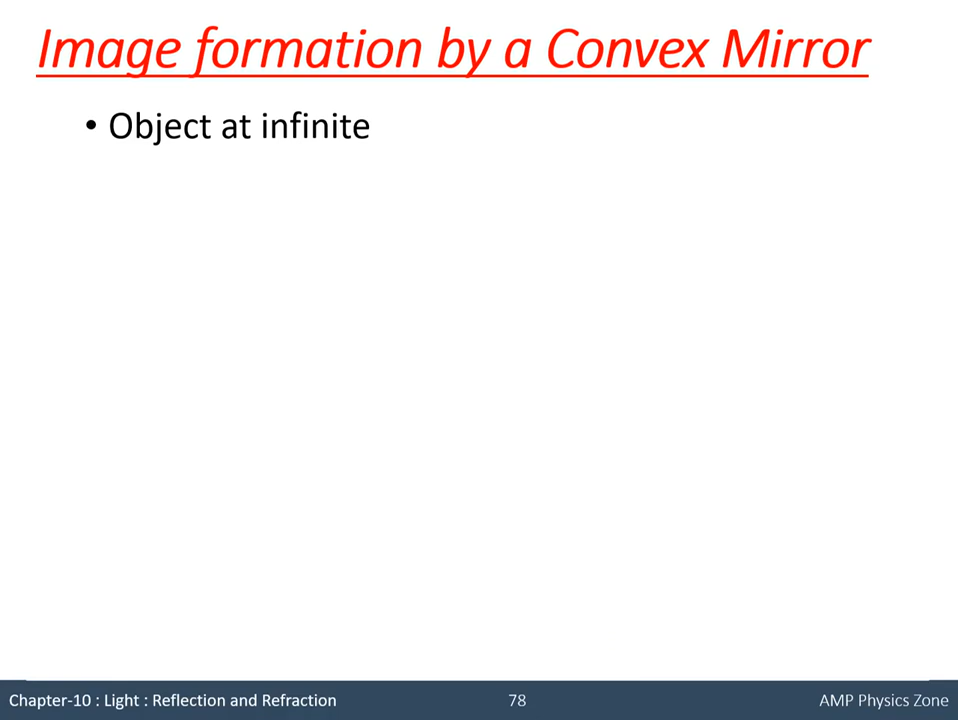 Image formation by a Convex Mirror
• Object at infinite
Chapter-10 : Light : Reflection and Refraction 78 AMP Physics Zone